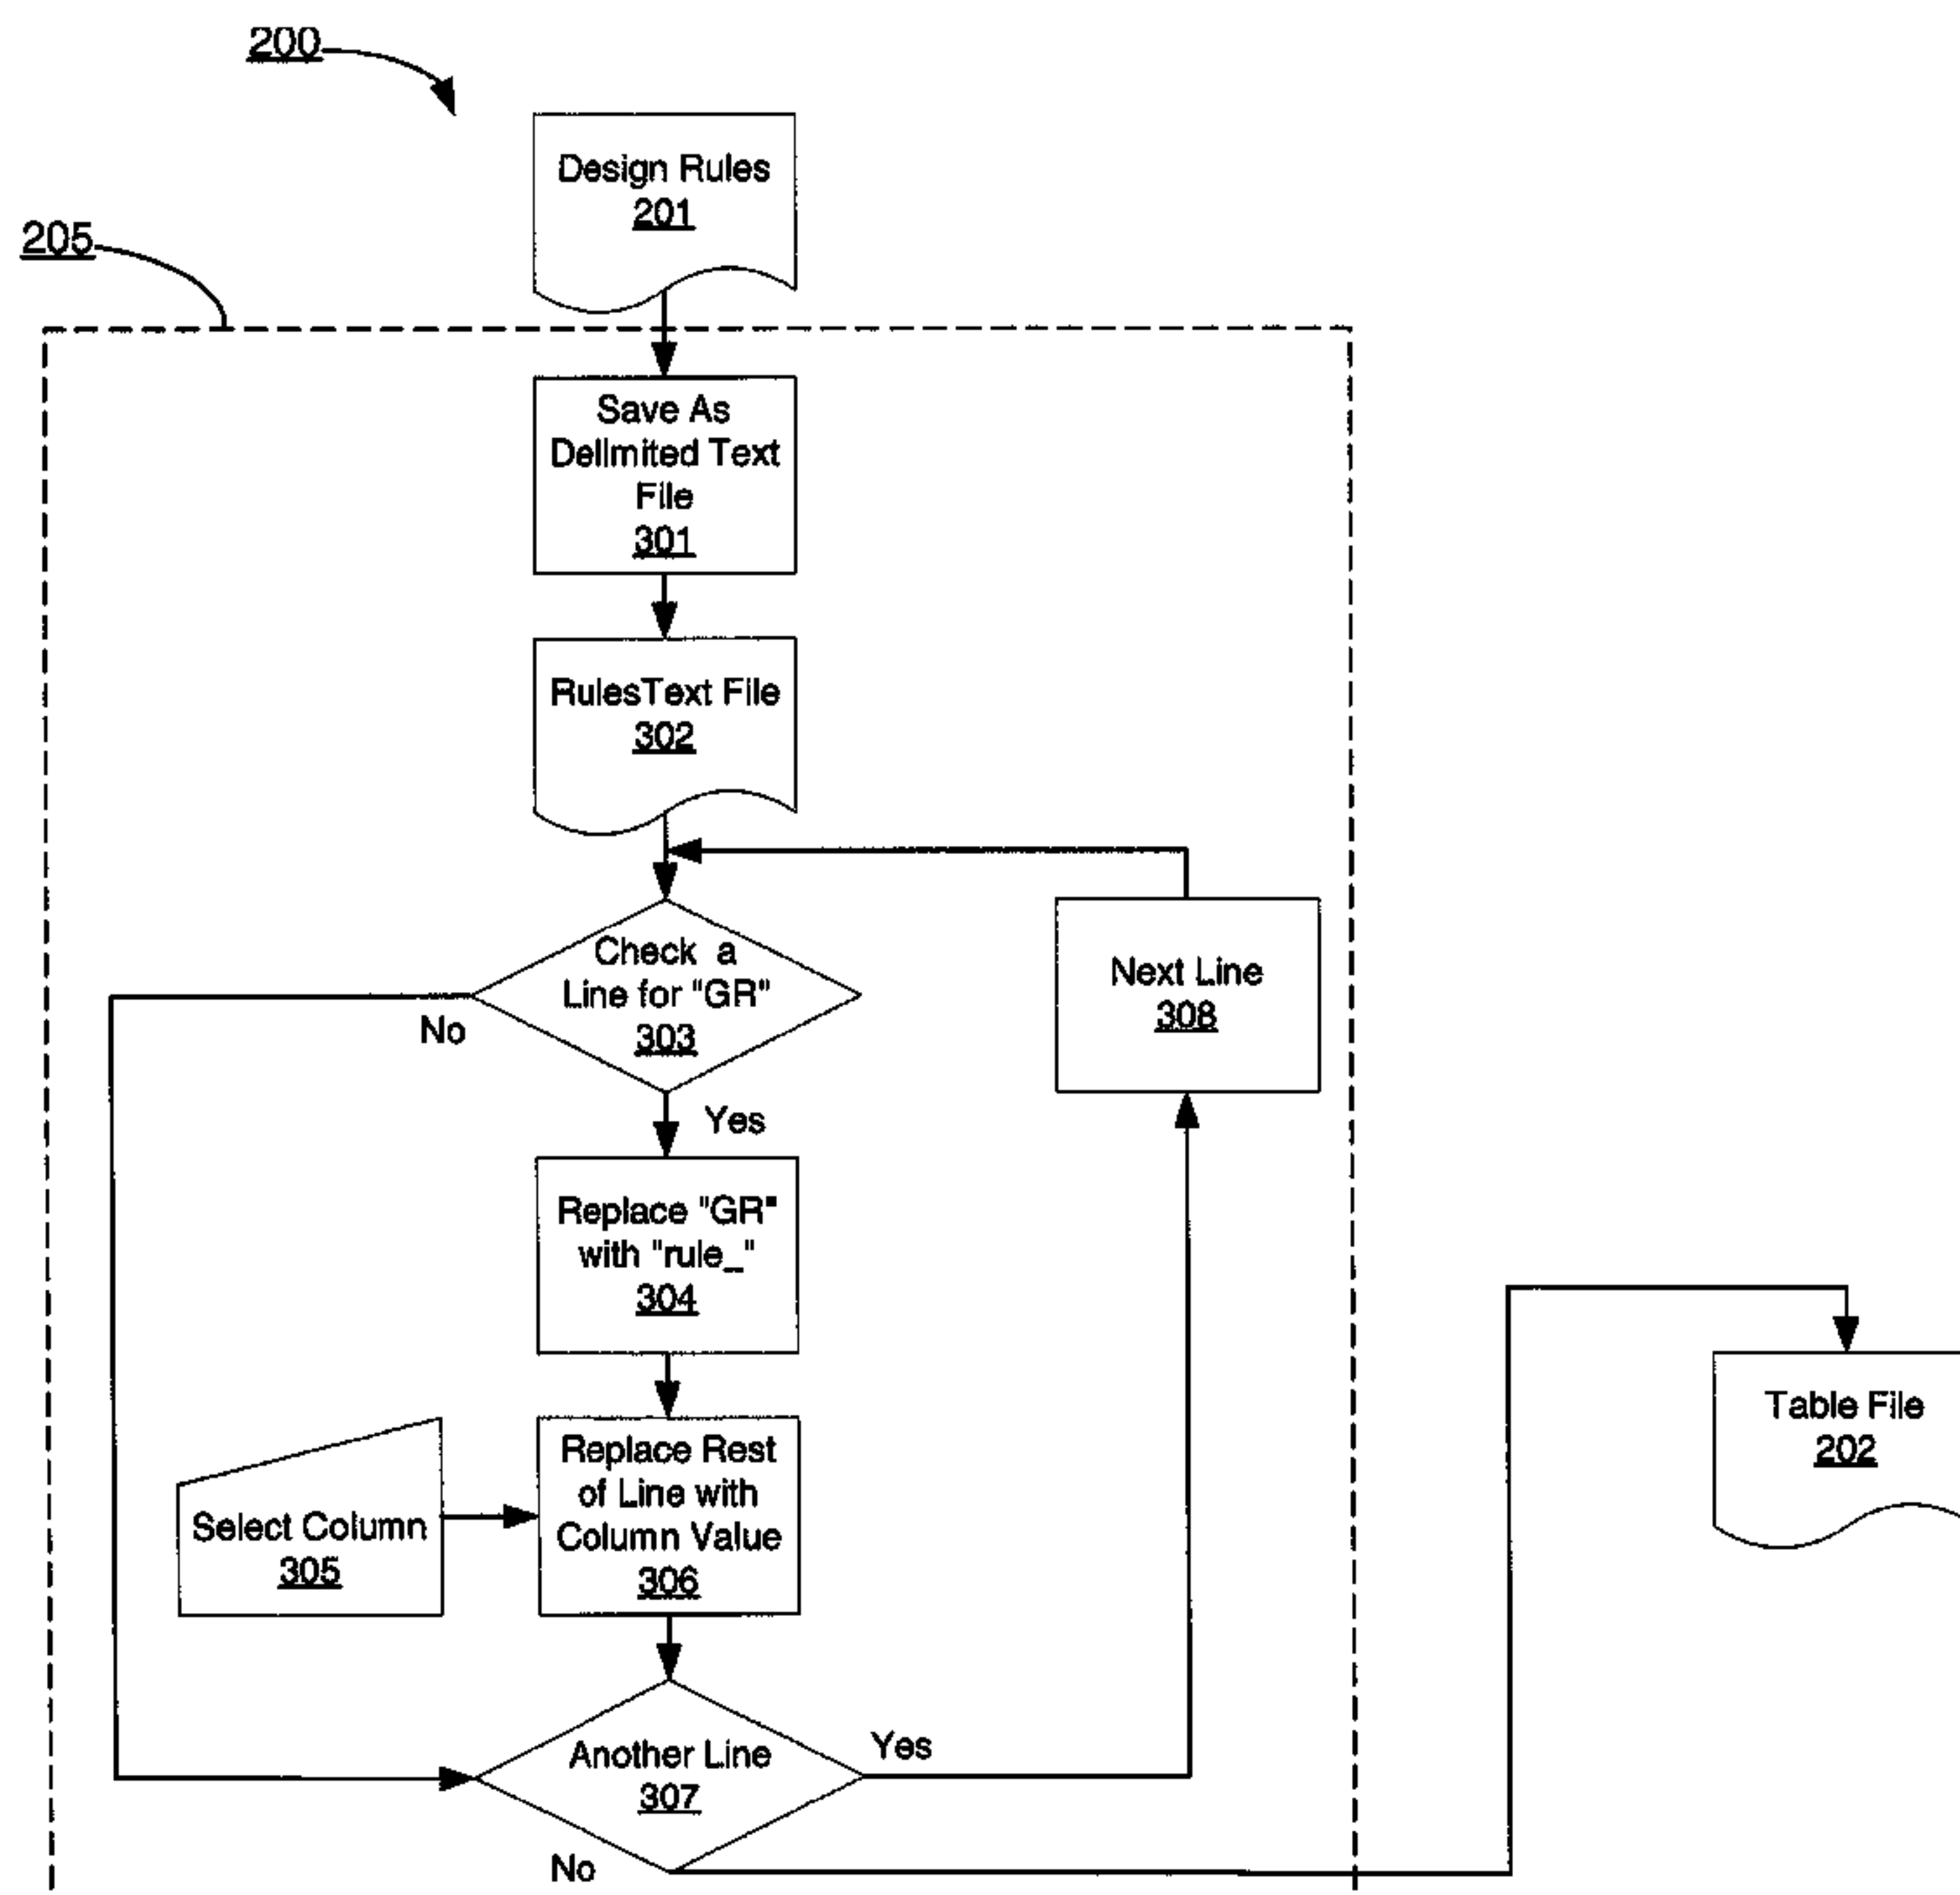 200
Design Rules
201
205
Save As
Delimited Text
File
301
RulesText File
302
Check a
Line for "GR"
303
No
Next Line
308
Yes
Replace "GR"
with "rule_"
304
Table File
202
Select Column
305
Replace Rest
of Line with
Column Value
306
Another Line
307
Yes
No